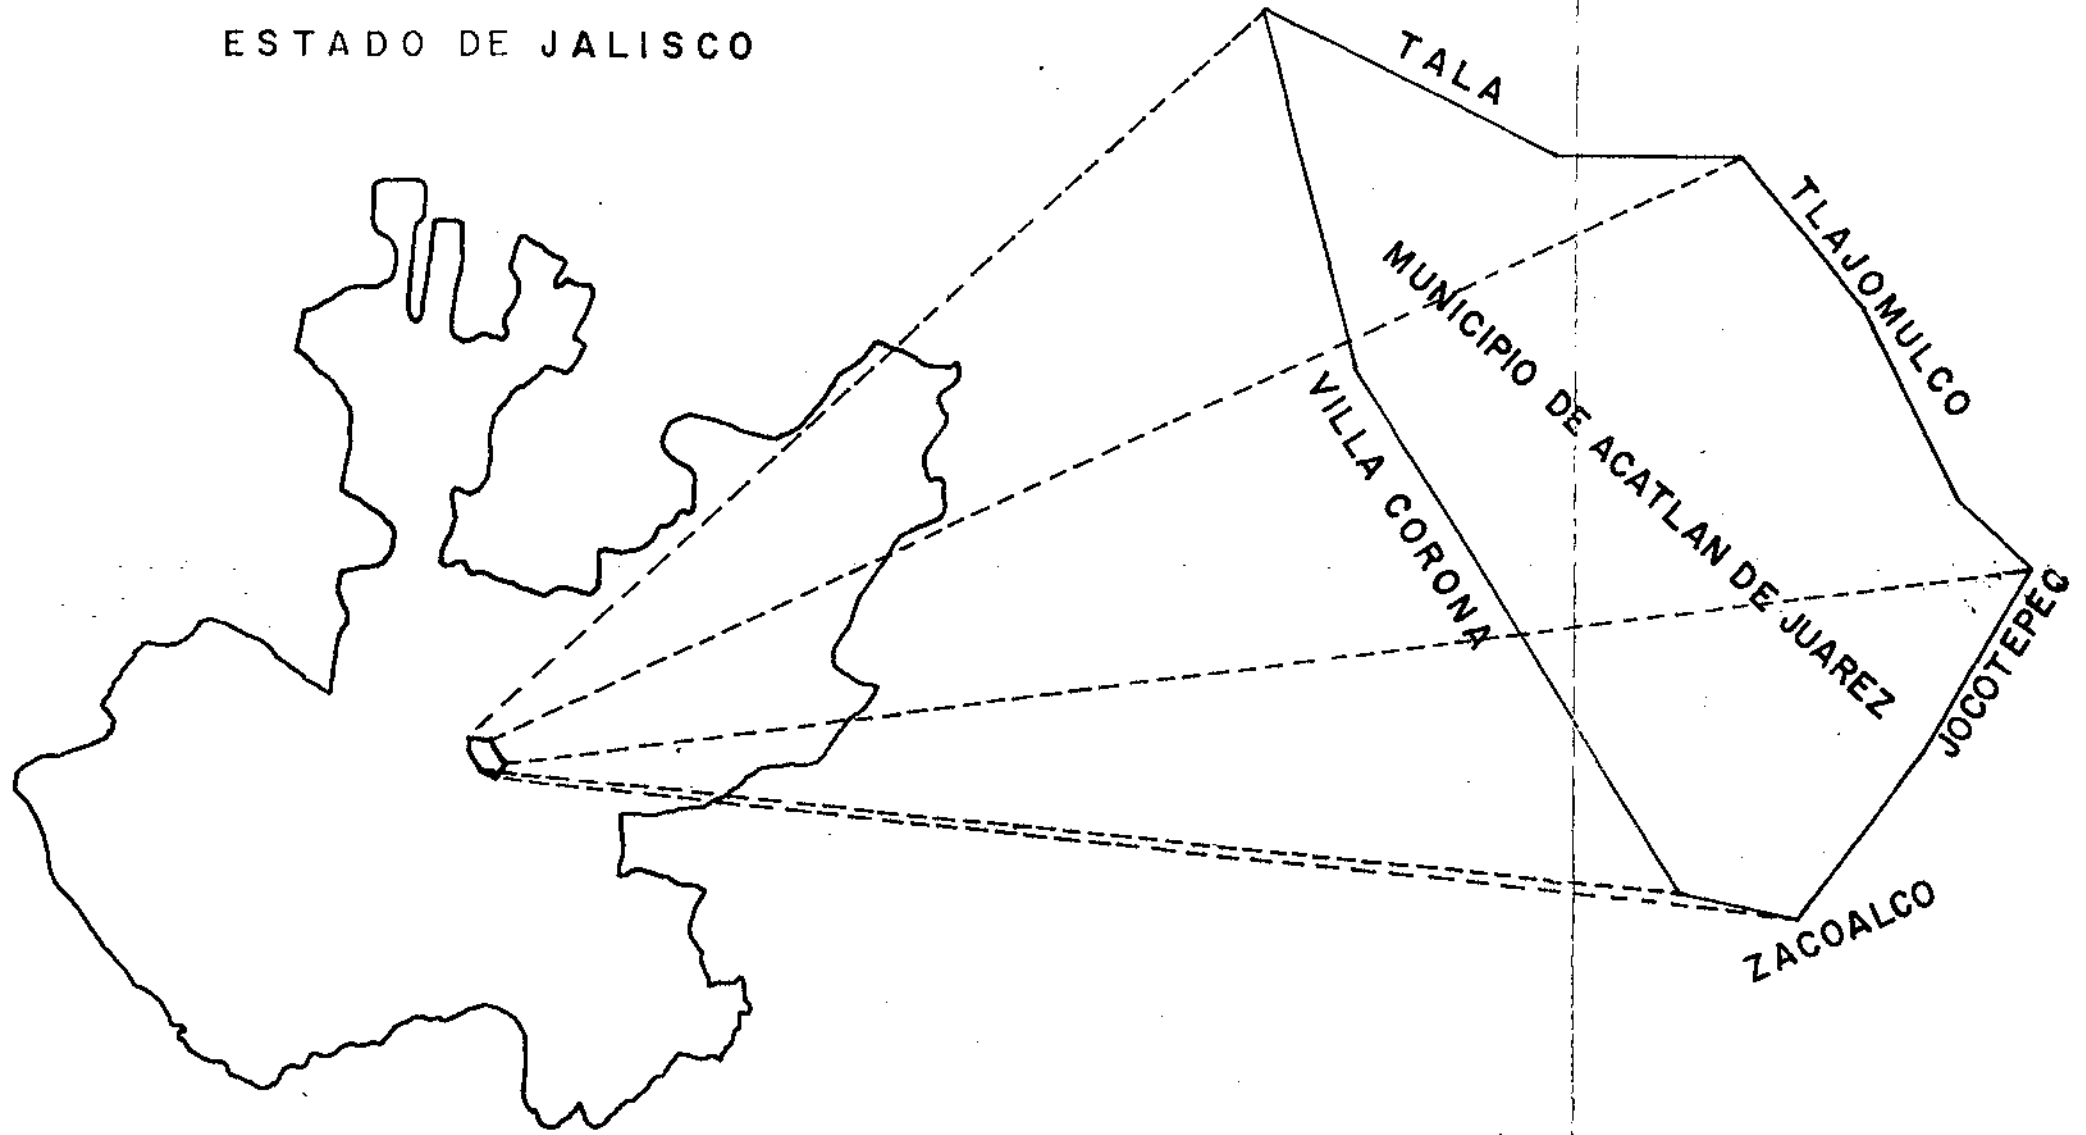 ESTADO DE JALISCO
TALA
TLAJOMULCO
MUNICIPIO DE ACATLAN DE JUAREZ
VILLA CORONA
JOCOTEPEC
ZACOALCO